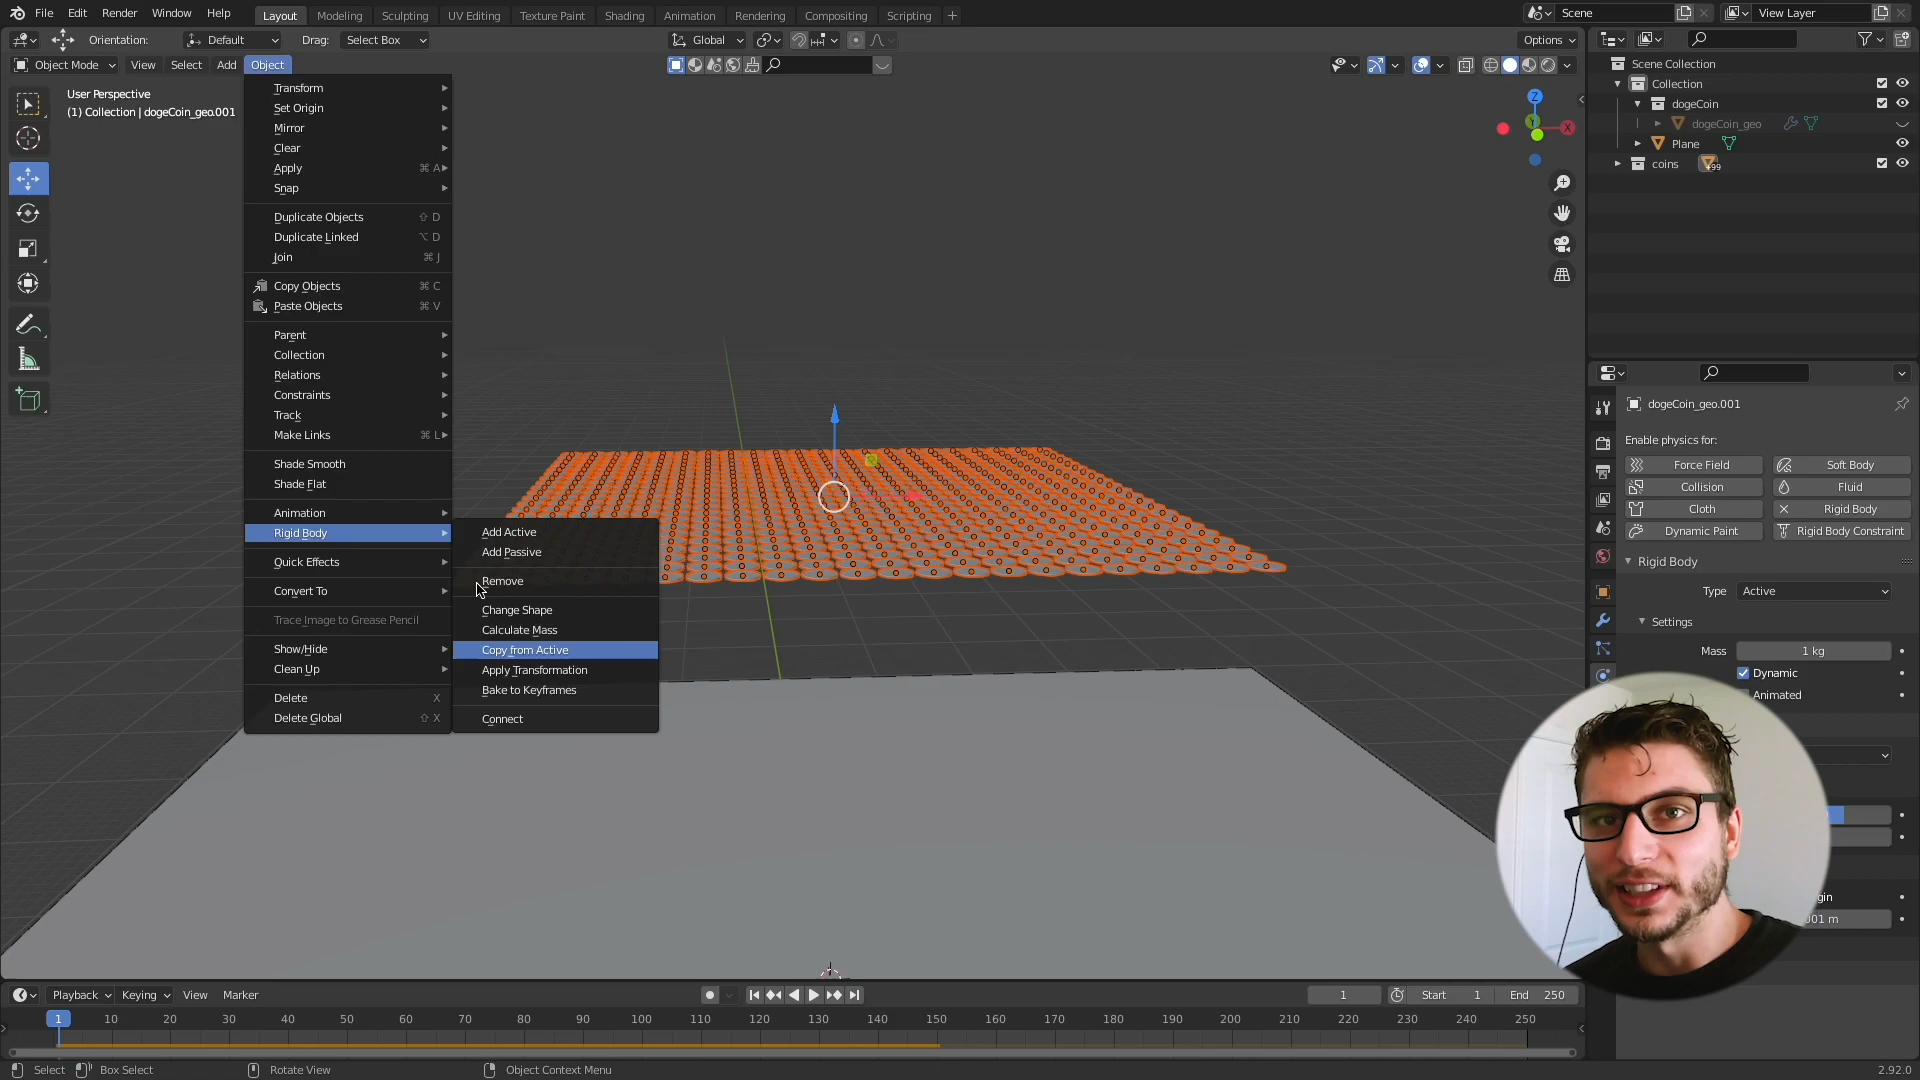 File Edit Render Window Help
Layout Modeling Sculpting UV Editing Texture Paint Shading Animation Rendering Compositing Scripting +
Scene
View Layer
Orientation: Default Drag: Select Box
Global
Options
Object Mode View Select Add Object
User Perspective
(1) Collection | dogeCoin_geo.001
Transform
Set Origin
Mirror
Clear
Apply ⌘ A
Snap
Duplicate Objects ⇧ D
Duplicate Linked ⌥ D
Join ⌘ J
Copy Objects ⌘ C
Paste Objects ⌘ V
Parent
Collection
Relations
Constraints
Track
Make Links ⌘ L
Shade Smooth
Shade Flat
Animation
Rigid Body
Quick Effects
Convert To
Trace Image to Grease Pencil
Show/Hide
Clean Up
Delete X
Delete Global ⇧ X
Add Active
Add Passive
Remove
Change Shape
Calculate Mass
Copy from Active
Apply Transformation
Bake to Keyframes
Connect
Z
Y
X
Scene Collection
Collection
dogeCoin
dogeCoin_geo
Plane
coins +99
dogeCoin_geo.001
Enable physics for:
Force Field Soft Body
Collision Fluid
Cloth Rigid Body
Dynamic Paint Rigid Body Constraint
Rigid Body
Type Active
Settings
Mass 1 kg
Dynamic
Animated
gin
001 m
Playback Keying View Marker
1
Start 1 End 250
1 10 20 30 40 50 60 70 80 90 100 110 120 130 140 150 160 170 180 190 200 210 220 230 240 250
Select Box Select Rotate View Object Context Menu
2.92.0